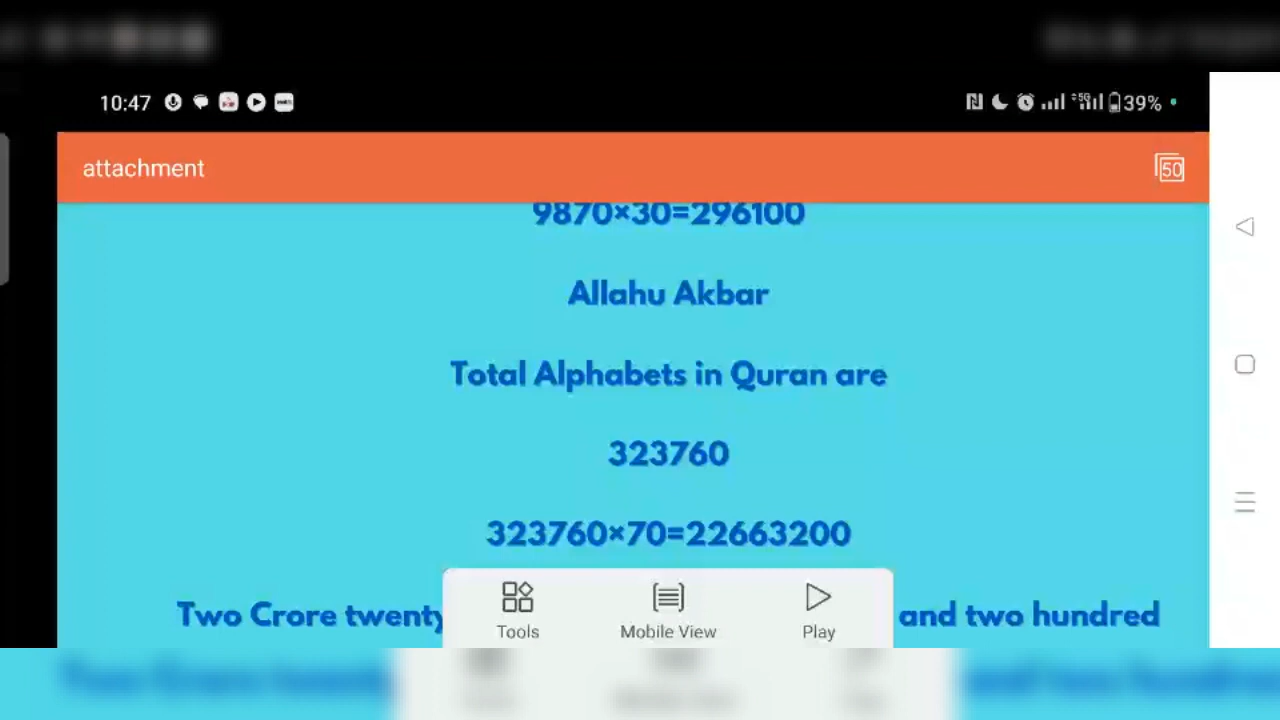 10:47
39%
attachment
50
9870×30=296100
Allahu Akbar
Total Alphabets in Quran are
323760
323760×70=22663200
Two Crore twenty and two hundred
Tools Mobile View Play